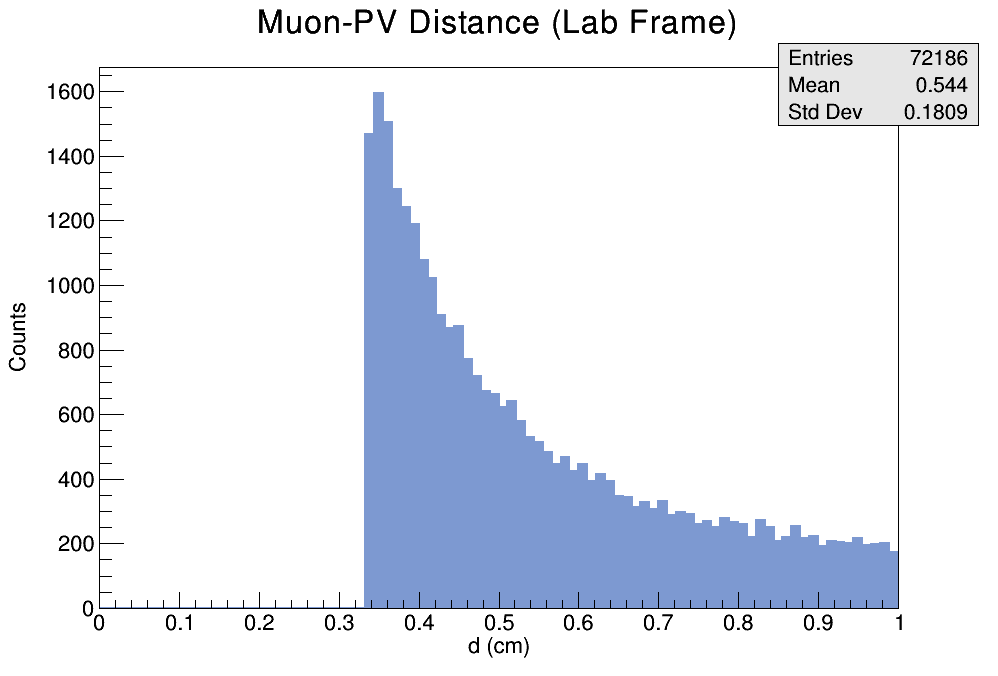 Muon-PV Distance (Lab Frame)
Entries 72186
Mean 0.544
Std Dev 0.1809
1600
1400
1200
1000
800
600
400
200
0
Counts
0 0.1 0.2 0.3 0.4 0.5 0.6 0.7 0.8 0.9 1
d (cm)